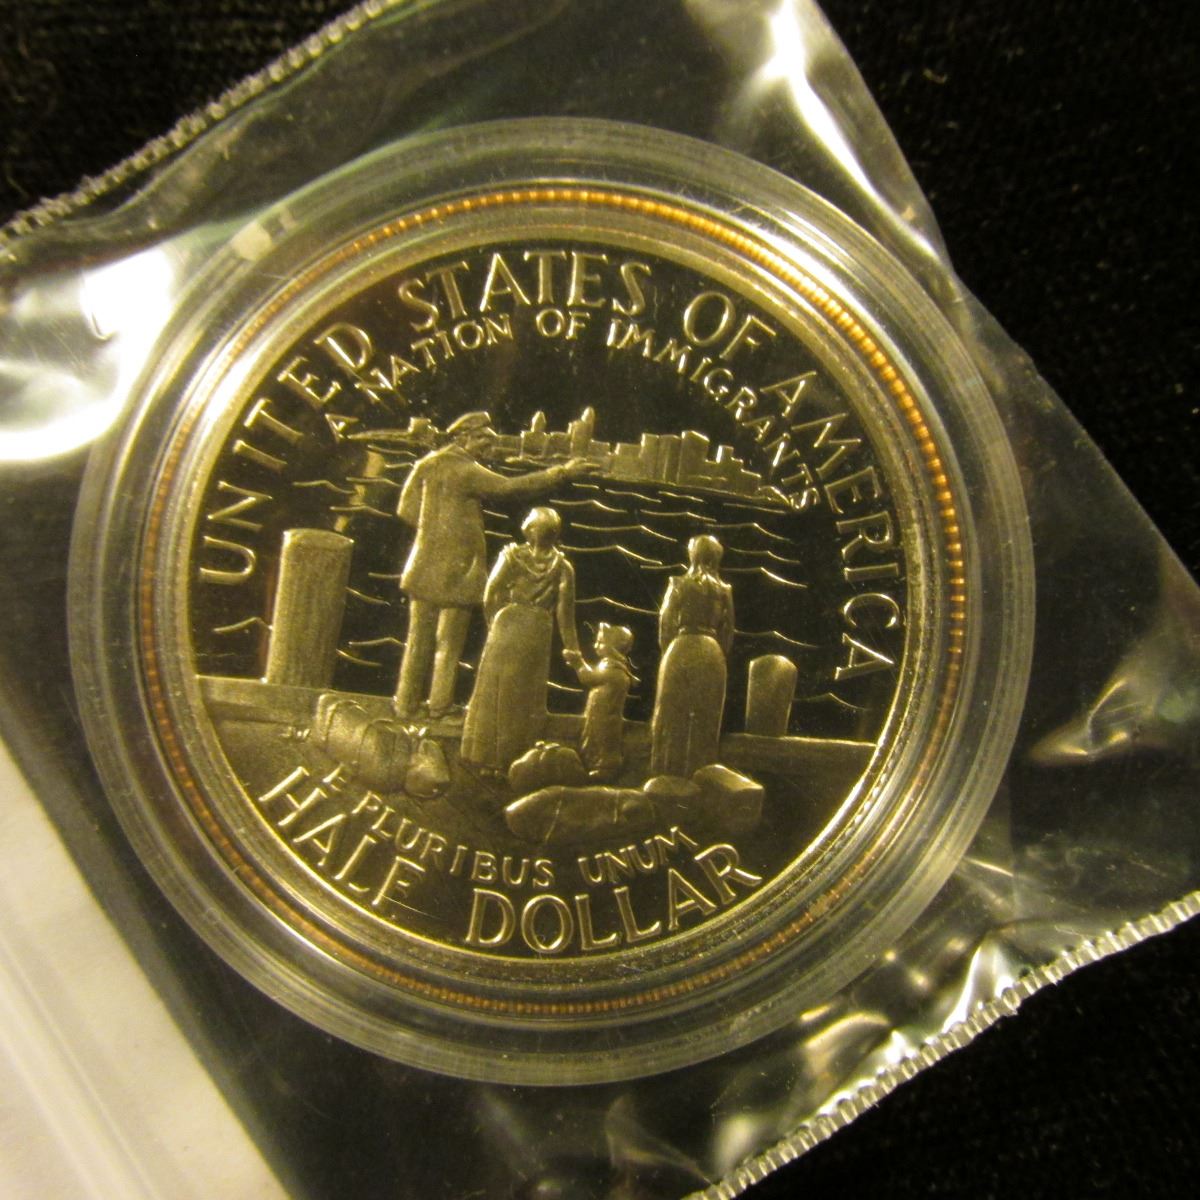 UNITED STATES OF AMERICA
A NATION OF IMMIGRANTS
E PLURIBUS UNUM
HALF DOLLAR